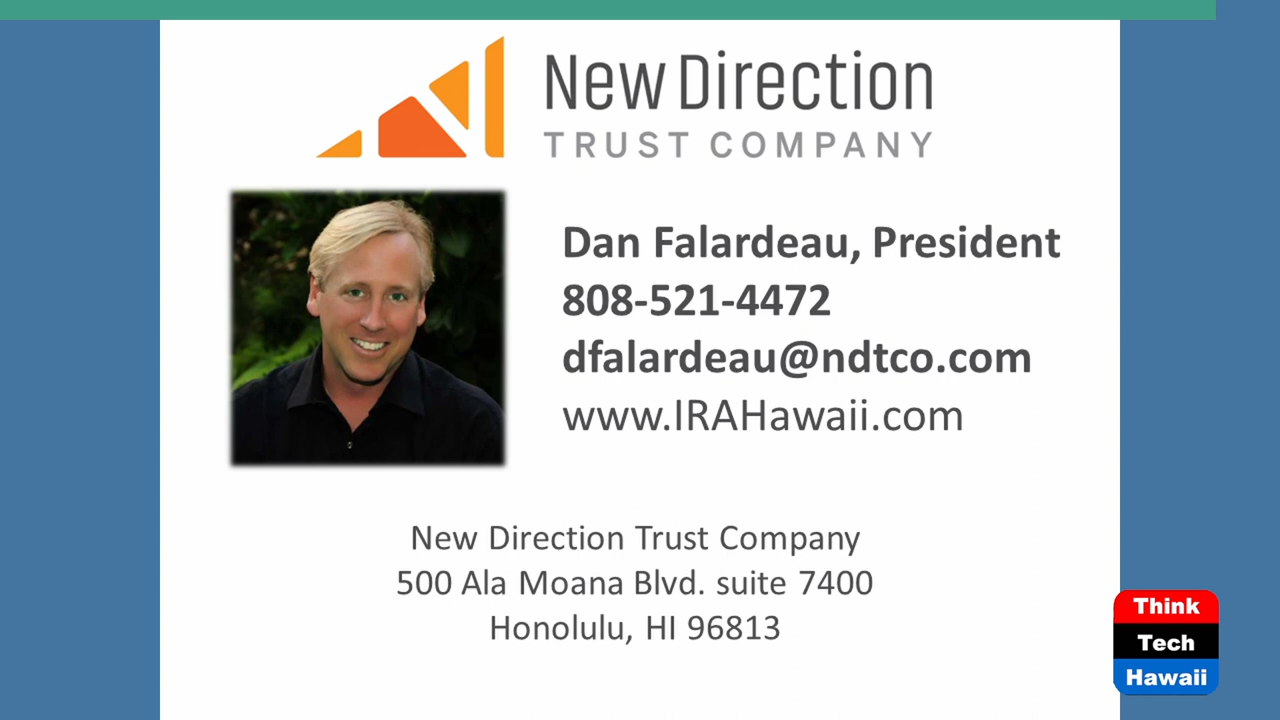 New Direction
TRUST COMPANY
Dan Falardeau, President
808-521-4472
dfalardeau@ndtco.com
www.IRAHawaii.com
New Direction Trust Company
500 Ala Moana Blvd. suite 7400
Honolulu, HI 96813
Think
Tech
Hawaii